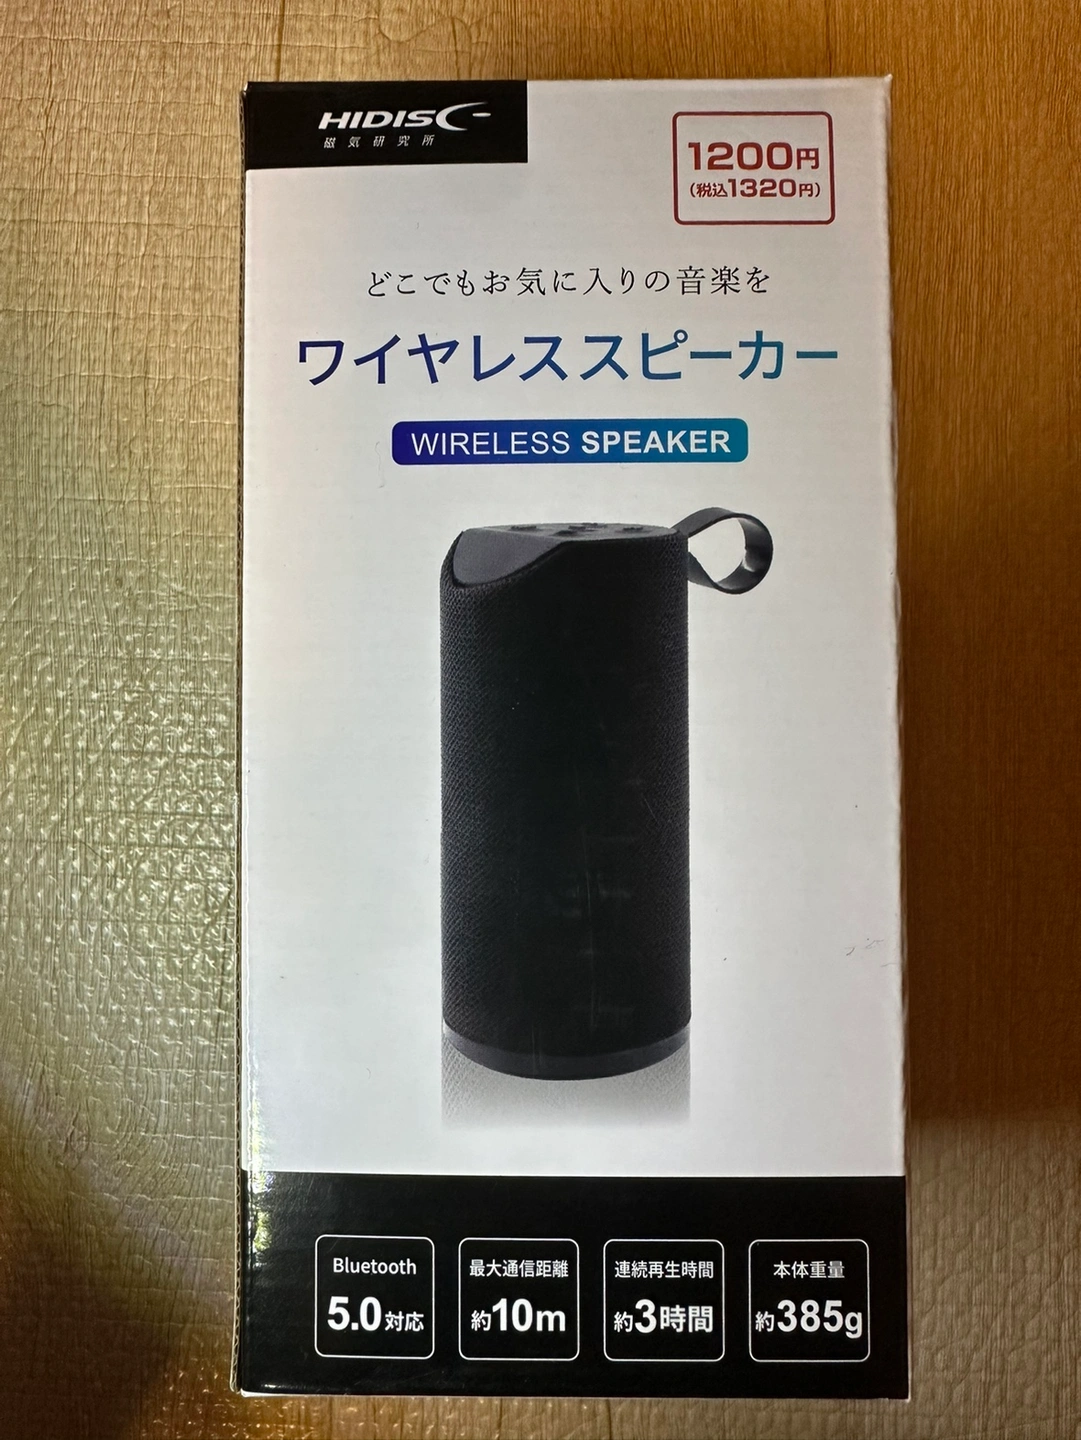 HIDISC
磁気研究所
1200円
(税込1320円)
どこでもお気に入りの音楽を
ワイヤレススピーカー
WIRELESS SPEAKER
Bluetooth
5.0対応
最大通信距離
約10m
連続再生時間
約3時間
本体重量
約385g